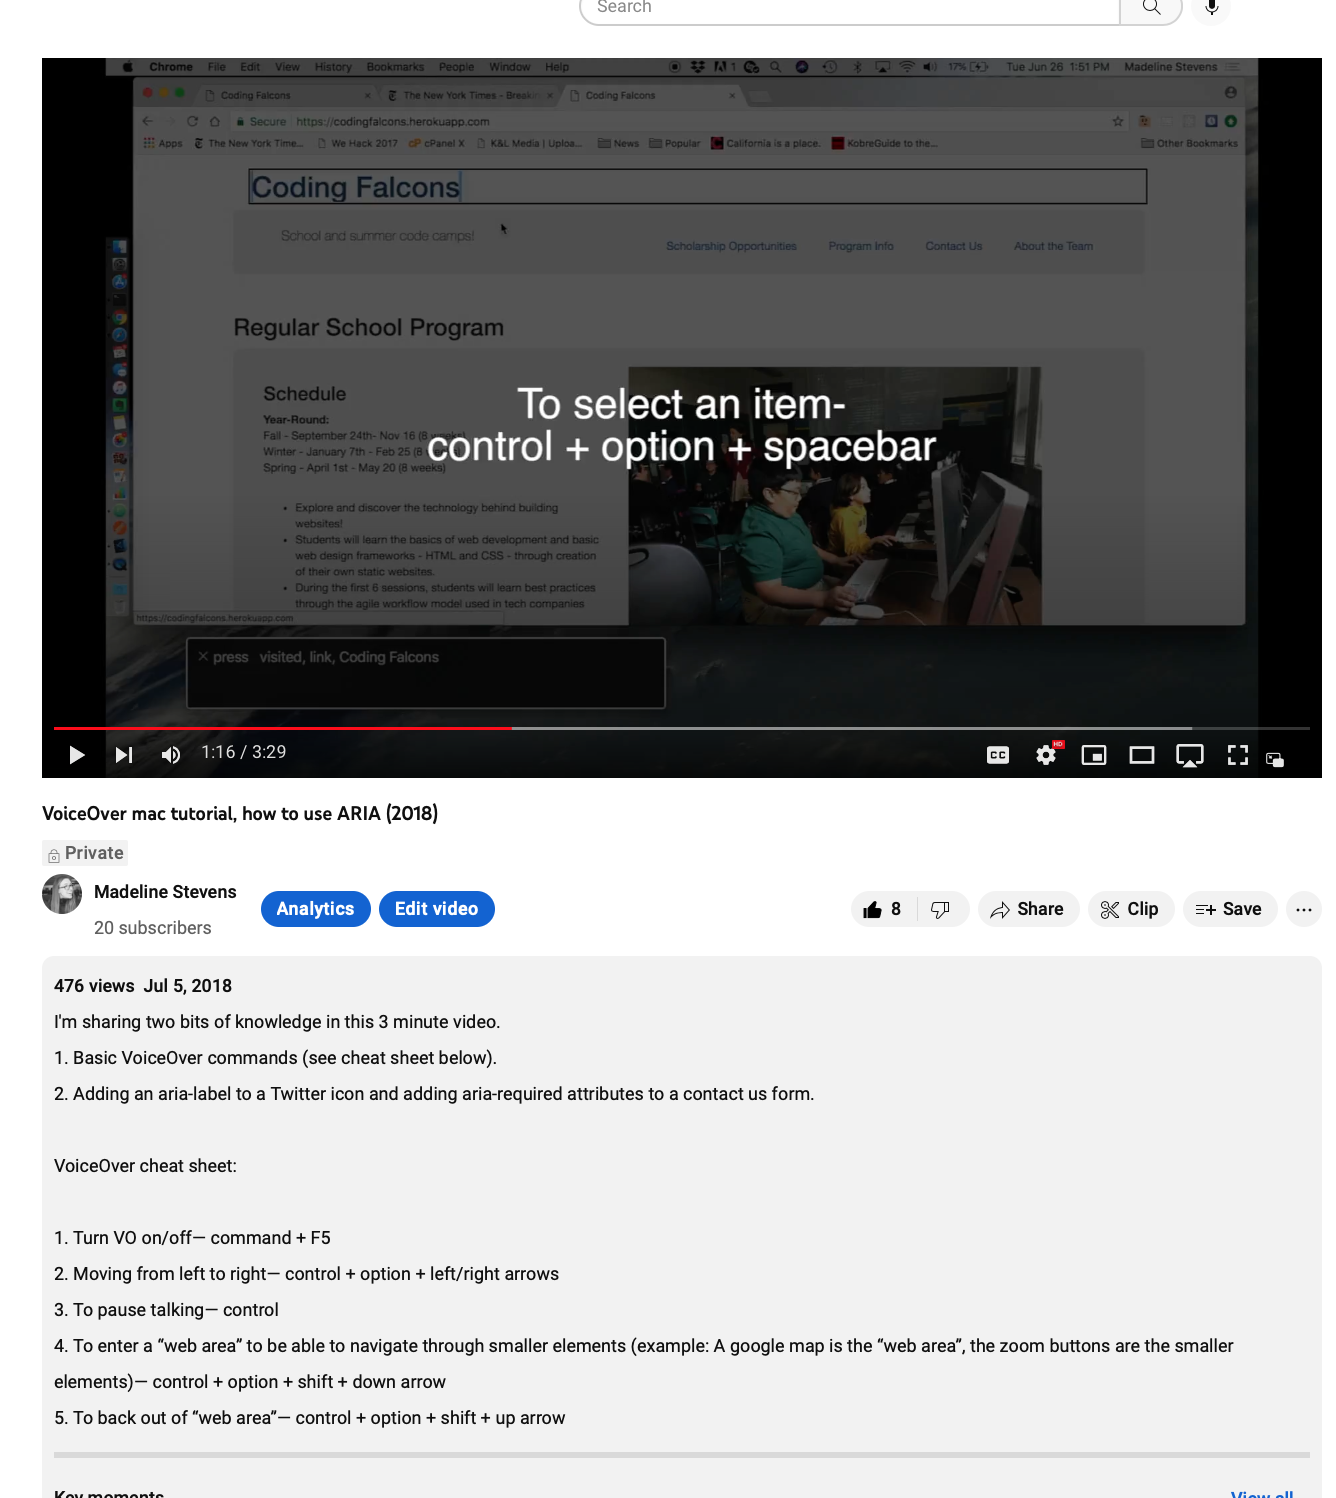 Search
Chrome File Edit View History Bookmarks People Window Help 1 17% Tue Jun 26 1:51 PM Madeline Stevens
Coding Falcons × The New York Times - Breakin × Coding Falcons ×
Secure https://codingfalcons.herokuapp.com
Apps The New York Time... We Hack 2017 cPanel X K&L Media | Uploa... News Popular California is a place. KobreGuide to the... Other Bookmarks
Coding Falcons
School and summer code camps!
Scholarship Opportunities Program Info Contact Us About the Team
Regular School Program
Schedule
Year-Round:
Fall - September 24th- Nov 16 (8 weeks)
Winter - January 7th - Feb 25 (8
Spring - April 1st - May 20 (8 weeks)
To select an item-
control + option + spacebar
• Explore and discover the technology behind building
websites!
• Students will learn the basics of web development and basic
web design frameworks - HTML and CSS - through creation
of their own static websites.
• During the first 6 sessions, students will learn best practices
through the agile workflow model used in tech companies
https://codingfalcons.herokuapp.com
× press visited, link, Coding Falcons
1:16 / 3:29
CC HD
VoiceOver mac tutorial, how to use ARIA (2018)
Private
Madeline Stevens
20 subscribers
Analytics Edit video 8 Share Clip Save ...
476 views Jul 5, 2018
I'm sharing two bits of knowledge in this 3 minute video.
1. Basic VoiceOver commands (see cheat sheet below).
2. Adding an aria-label to a Twitter icon and adding aria-required attributes to a contact us form.
VoiceOver cheat sheet:
1. Turn VO on/off— command + F5
2. Moving from left to right— control + option + left/right arrows
3. To pause talking— control
4. To enter a “web area” to be able to navigate through smaller elements (example: A google map is the “web area”, the zoom buttons are the smaller
elements)— control + option + shift + down arrow
5. To back out of “web area”— control + option + shift + up arrow
Key moments
View all